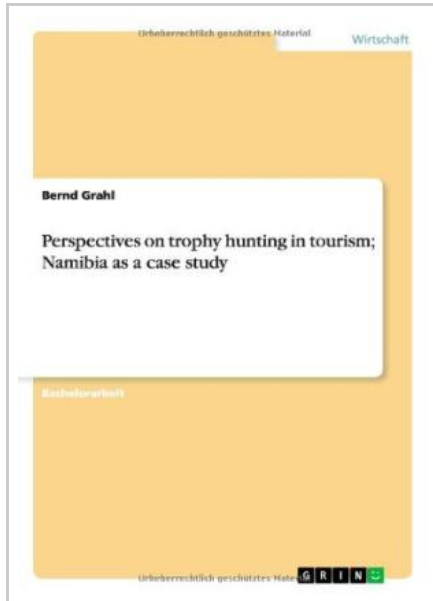 Urheberrechtlich geschütztes Material
Wirtschaft
Bernd Grahl
Perspectives on trophy hunting in tourism;
Namibia as a case study
Bachelorarbeit
Urheberrechtlich geschütztes Mate
GRIN